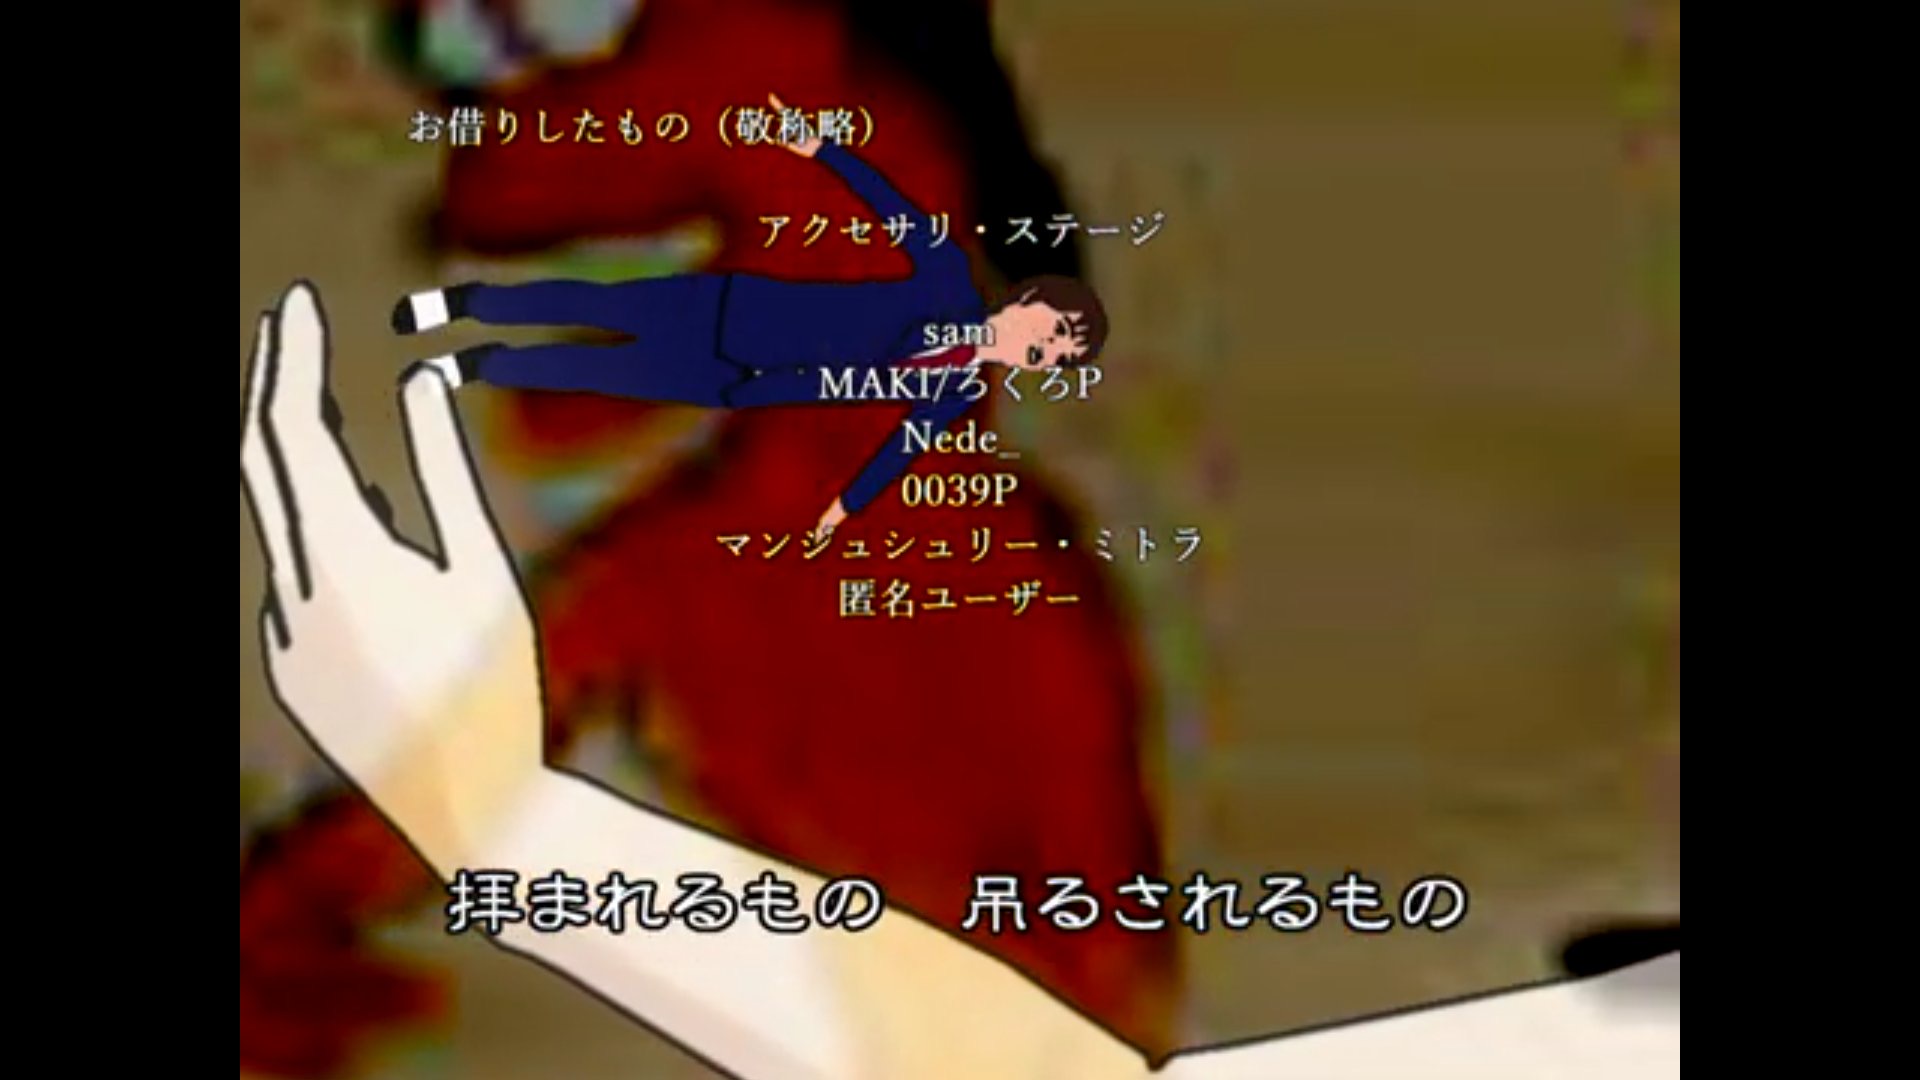 お借りしたもの（敬称略）
アクセサリ・ステージ
sam
MAKI/ろくろP
Nede_
0039P
マンジュシュリー・ミトラ
匿名ユーザー
拝まれるもの　吊るされるもの